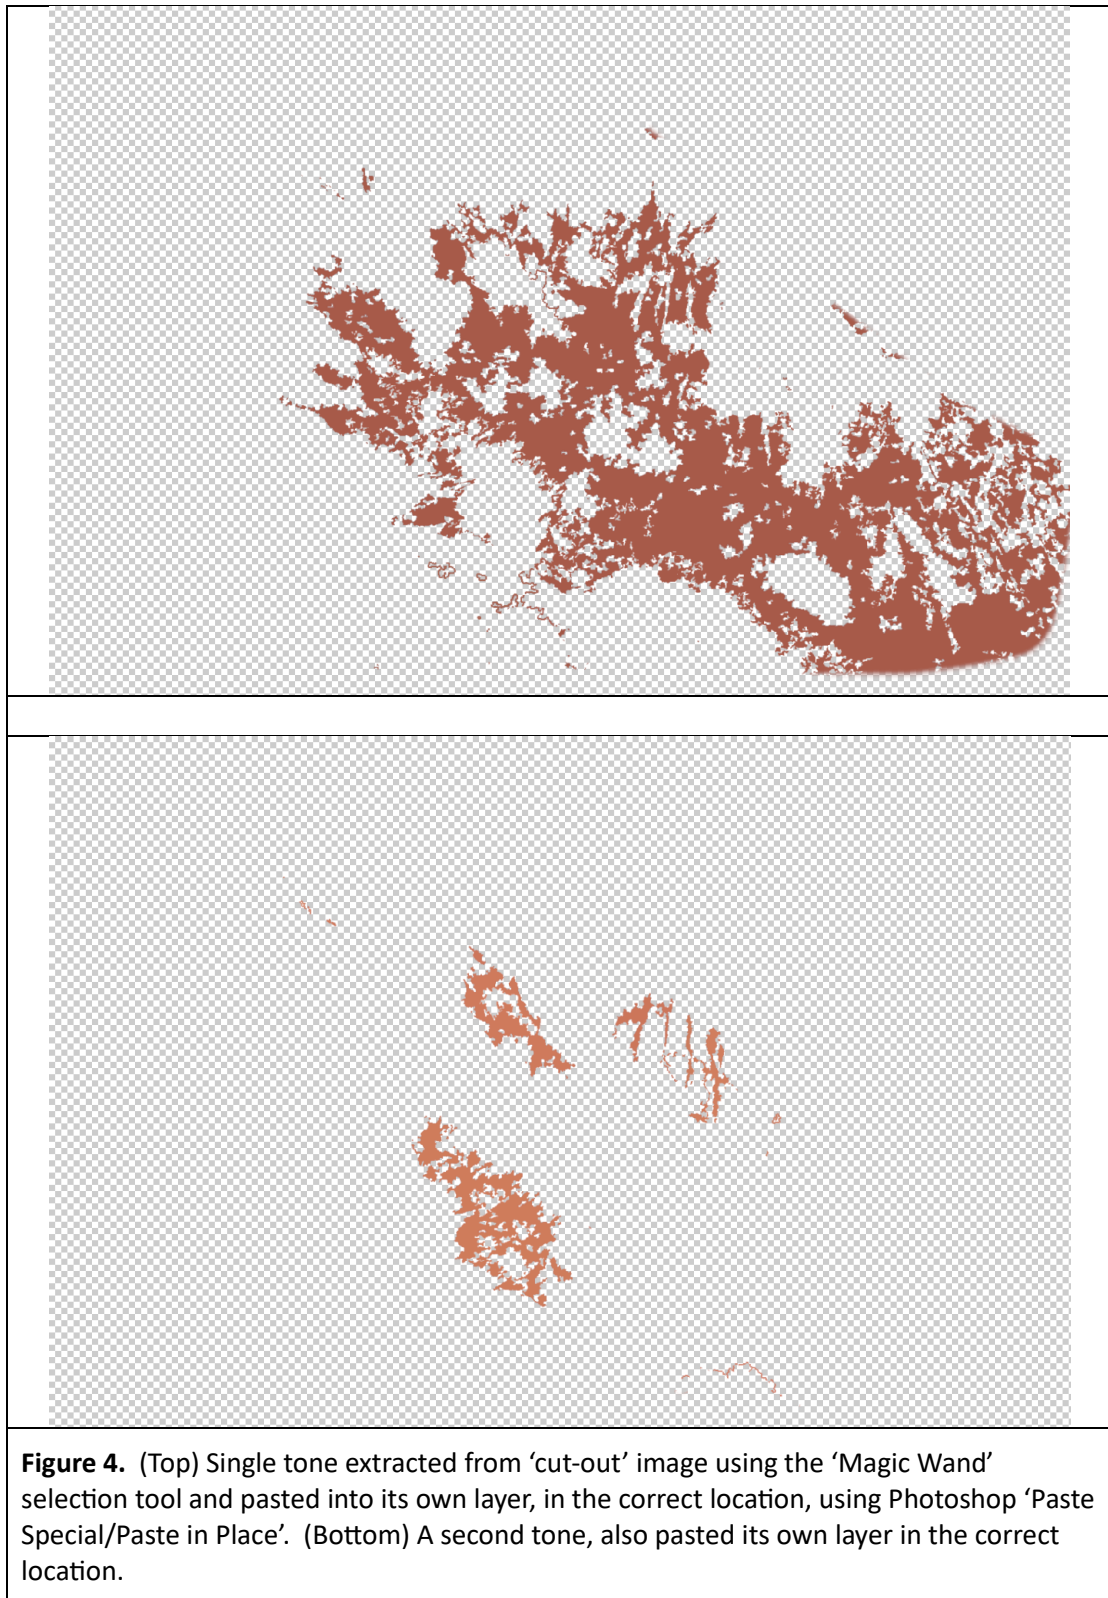 Figure 4.  (Top) Single tone extracted from ‘cut-out’ image using the ‘Magic Wand’
selection tool and pasted into its own layer, in the correct location, using Photoshop ‘Paste
Special/Paste in Place’.  (Bottom) A second tone, also pasted its own layer in the correct
location.